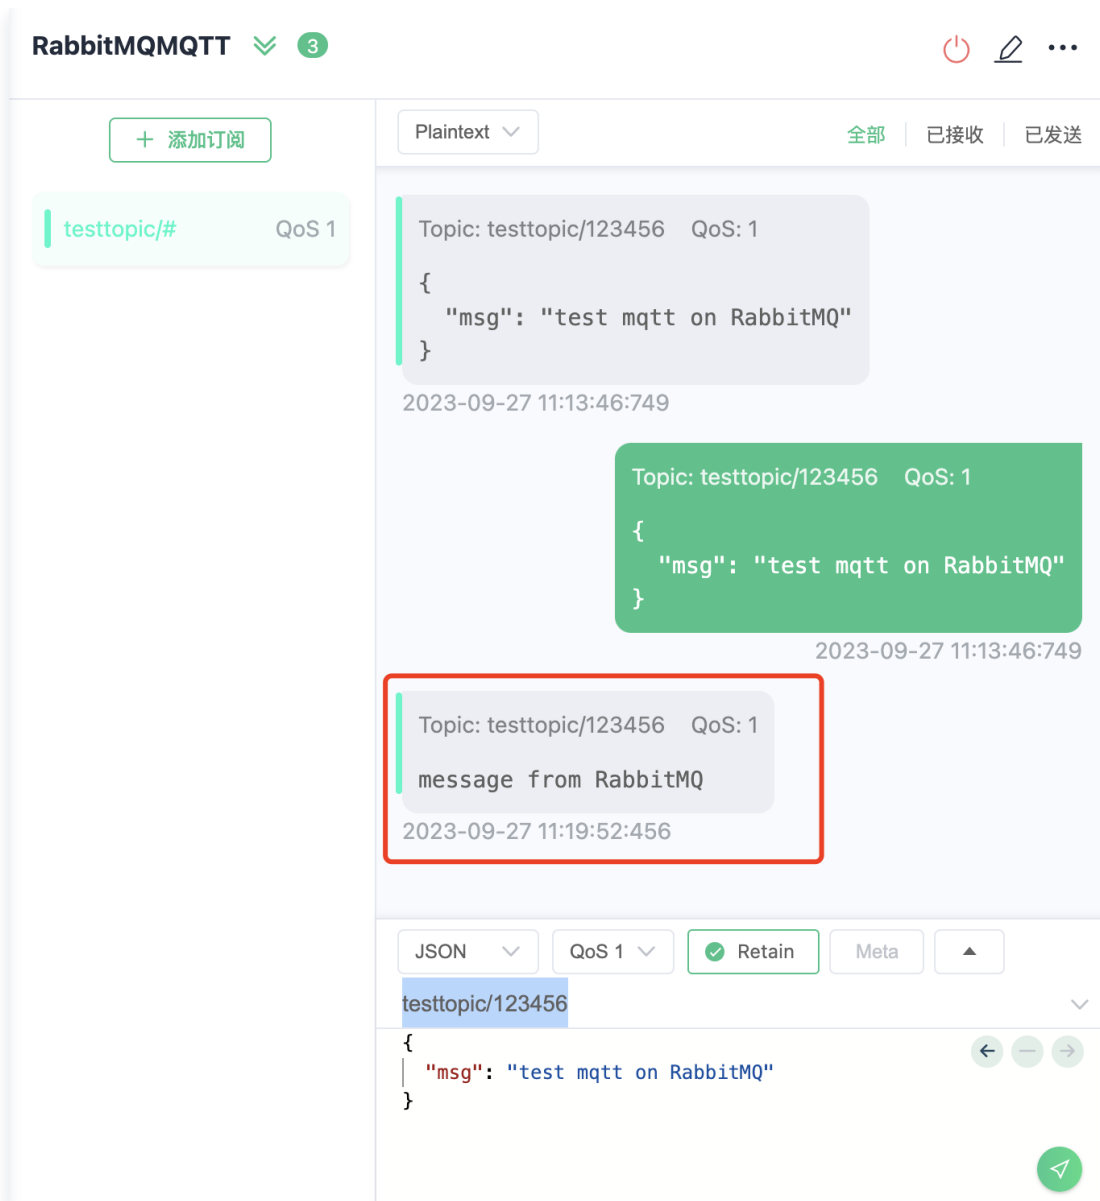 RabbitMQMQTT 3
+ 添加订阅
testtopic/# QoS 1
Plaintext 全部 已接收 已发送
Topic: testtopic/123456 QoS: 1
{
"msg": "test mqtt on RabbitMQ"
}
2023-09-27 11:13:46:749
Topic: testtopic/123456 QoS: 1
{
"msg": "test mqtt on RabbitMQ"
}
2023-09-27 11:13:46:749
Topic: testtopic/123456 QoS: 1
message from RabbitMQ
2023-09-27 11:19:52:456
JSON QoS 1 Retain Meta
testtopic/123456
{
"msg": "test mqtt on RabbitMQ"
}